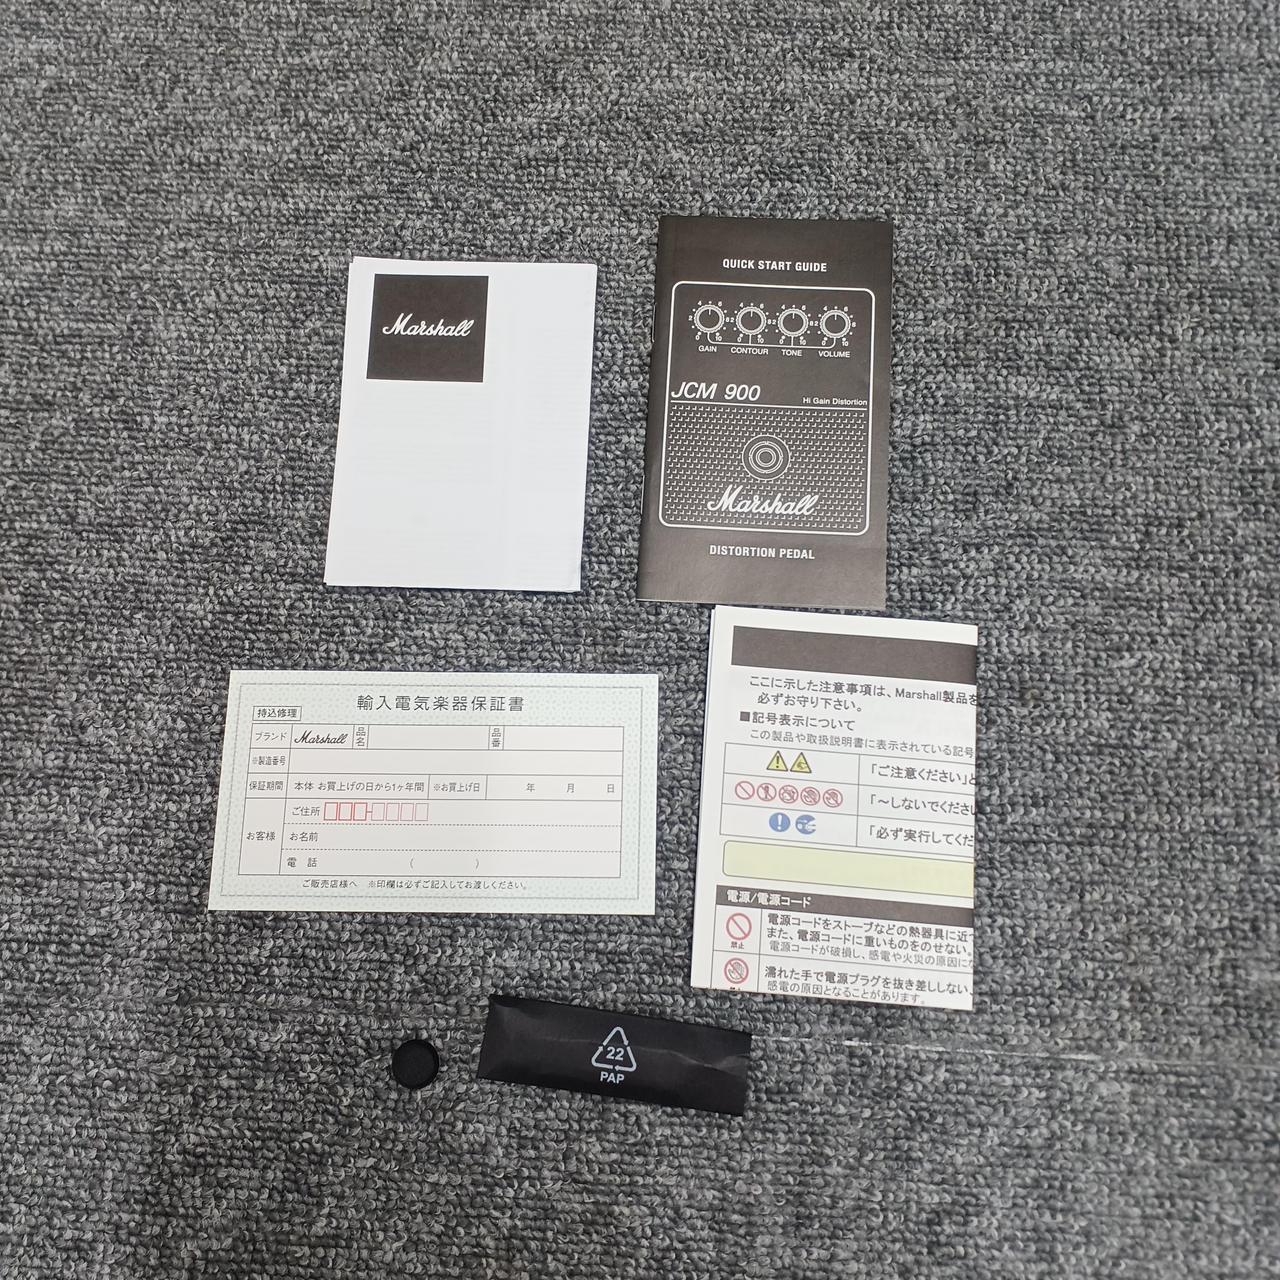 Marshall
QUICK START GUIDE
GAIN CONTOUR TONE VOLUME
JCM 900
Hi Gain Distortion
Marshall
DISTORTION PEDAL
輸入電気楽器保証書
持込修理
ブランド Marshall 品名 品番
※製造番号
保証期間 本体 お買上げの日から1ヶ年間 ※お買上げ日 年 月 日
お客様
ご住所
お名前
電 話 ( )
ご販売店様へ ※印欄は必ずご記入してお渡しください。
ここに示した注意事項は、Marshall製品を
必ずお守り下さい。
■記号表示について
この製品や取扱説明書に表示されている記号
「ご注意ください」と
「～しないでくださ
「必ず実行してくだ
電源/電源コード
電源コードをストーブなどの熱器具に近づ
また、電源コードに重いものをのせない。
禁止
電源コードが破損し、感電や火災の原因に
濡れた手で電源プラグを抜き差ししない。
感電の原因となることがあります。
22
PAP